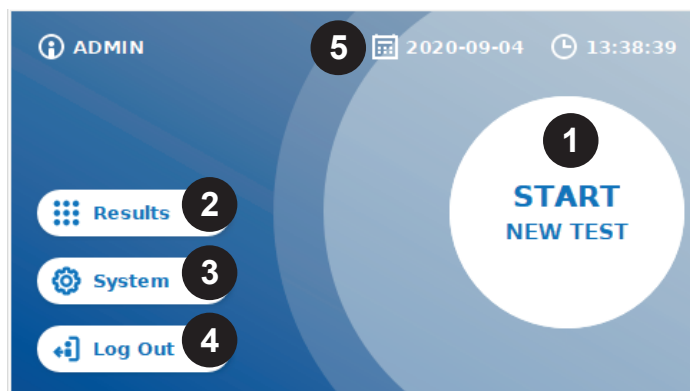 ADMIN
5
2020-09-04
13:38:39
1
START
NEW TEST
Results
2
System
3
Log Out
4